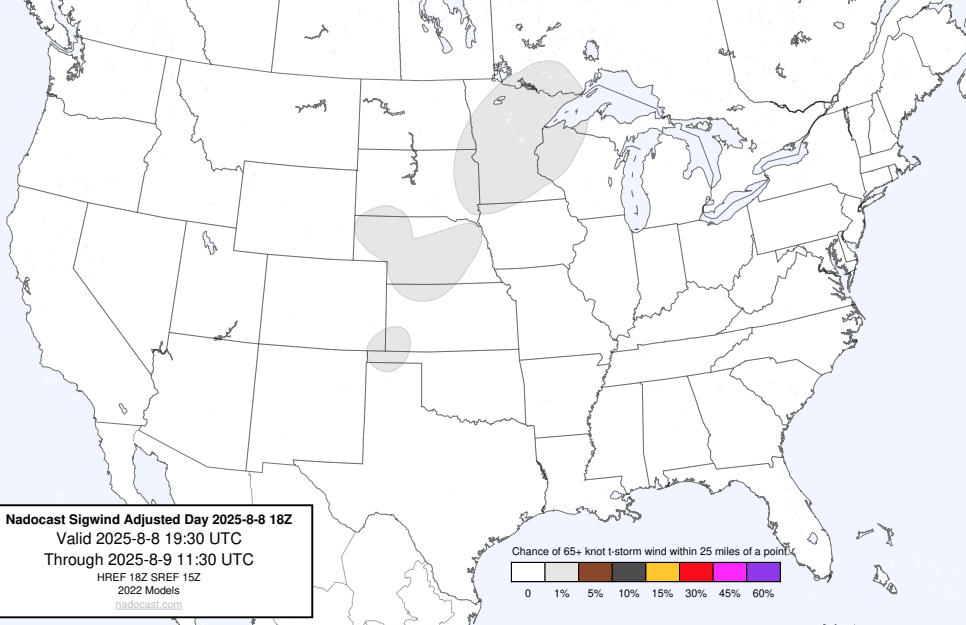 Nadocast Sigwind Adjusted Day 2025-8-8 18Z
Valid 2025-8-8 19:30 UTC
Through 2025-8-9 11:30 UTC
HREF 18Z SREF 15Z
2022 Models
nadocast.com
Chance of 65+ knot t-storm wind within 25 miles of a point.
0 1% 5% 10% 15% 30% 45% 60%